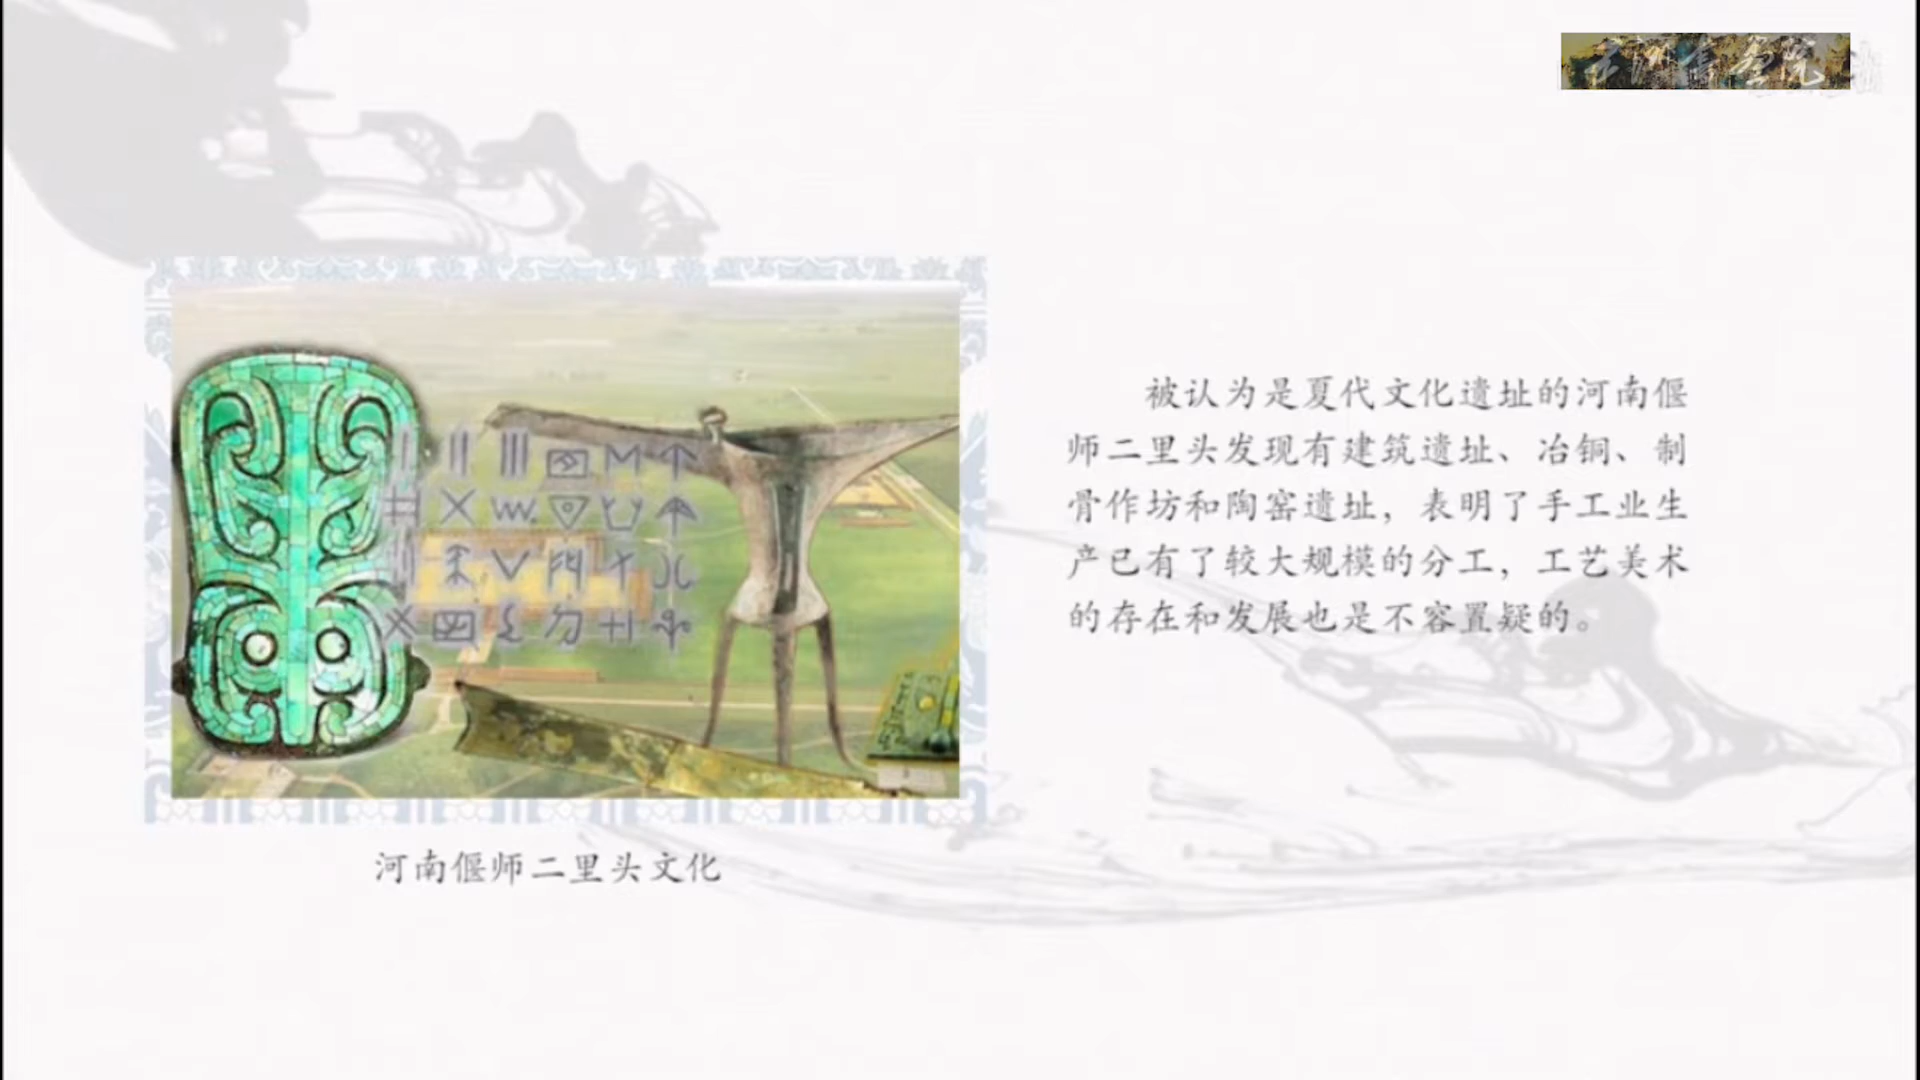 被认为是夏代文化遗址的河南偃
师二里头发现有建筑遗址、冶铜、制
骨作坊和陶窑遗址，表明了手工业生
产已有了较大规模的分工，工艺美术
的存在和发展也是不容置疑的。
河南偃师二里头文化